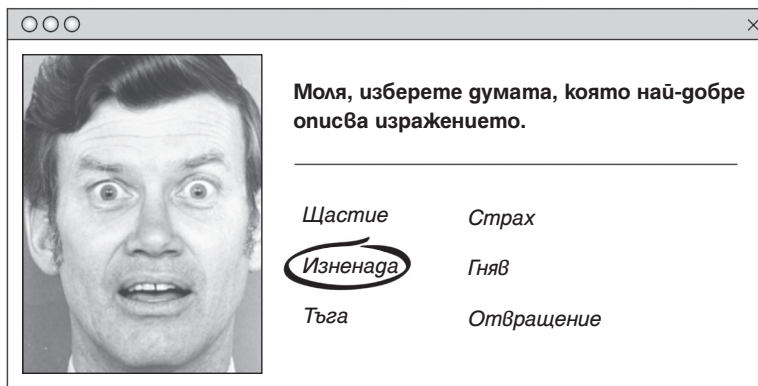 Моля, изберете думата, която най-добре
описва изражението.
Щастие
Страх
Изненада
Гняв
Тъга
Отвращение